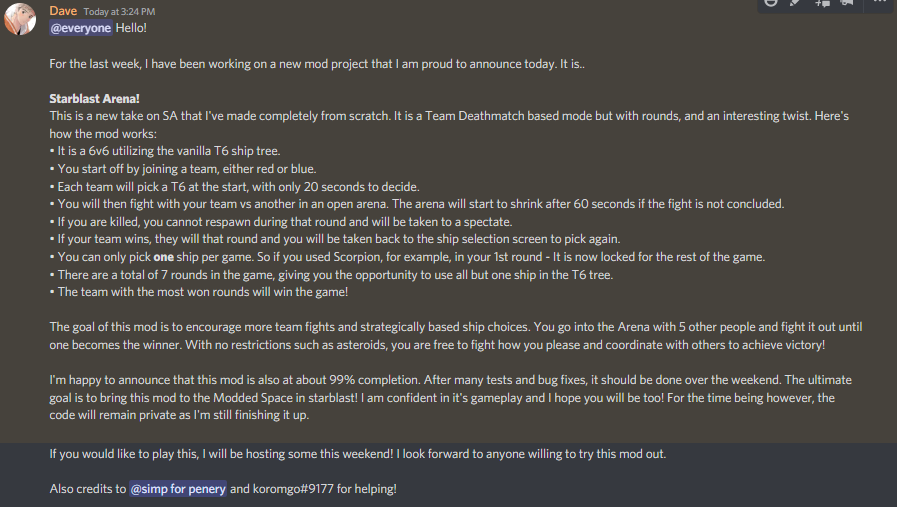 Dave Today at 3:24 PM
@everyone Hello!
For the last week, I have been working on a new mod project that I am proud to announce today. It is..
Starblast Arena!
This is a new take on SA that I've made completely from scratch. It is a Team Deathmatch based mode but with rounds, and an interesting twist. Here's
how the mod works:
▪ It is a 6v6 utilizing the vanilla T6 ship tree.
▪ You start off by joining a team, either red or blue.
▪ Each team will pick a T6 at the start, with only 20 seconds to decide.
▪ You will then fight with your team vs another in an open arena. The arena will start to shrink after 60 seconds if the fight is not concluded.
▪ If you are killed, you cannot respawn during that round and will be taken to a spectate.
▪ If your team wins, they will that round and you will be taken back to the ship selection screen to pick again.
▪ You can only pick one ship per game. So if you used Scorpion, for example, in your 1st round - It is now locked for the rest of the game.
▪ There are a total of 7 rounds in the game, giving you the opportunity to use all but one ship in the T6 tree.
▪ The team with the most won rounds will win the game!
The goal of this mod is to encourage more team fights and strategically based ship choices. You go into the Arena with 5 other people and fight it out until
one becomes the winner. With no restrictions such as asteroids, you are free to fight how you please and coordinate with others to achieve victory!
I'm happy to announce that this mod is also at about 99% completion. After many tests and bug fixes, it should be done over the weekend. The ultimate
goal is to bring this mod to the Modded Space in starblast! I am confident in it's gameplay and I hope you will be too! For the time being however, the
code will remain private as I'm still finishing it up.
If you would like to play this, I will be hosting some this weekend! I look forward to anyone willing to try this mod out.
Also credits to @simp for penery and koromgo#9177 for helping!